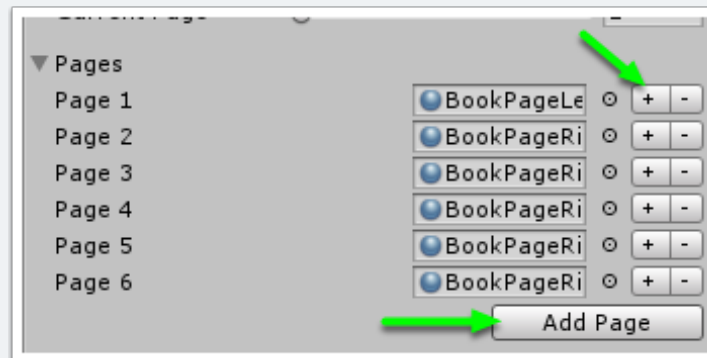 Pages
Page 1 BookPageLe + -
Page 2 BookPageRi + -
Page 3 BookPageRi + -
Page 4 BookPageRi + -
Page 5 BookPageRi + -
Page 6 BookPageRi + -
Add Page